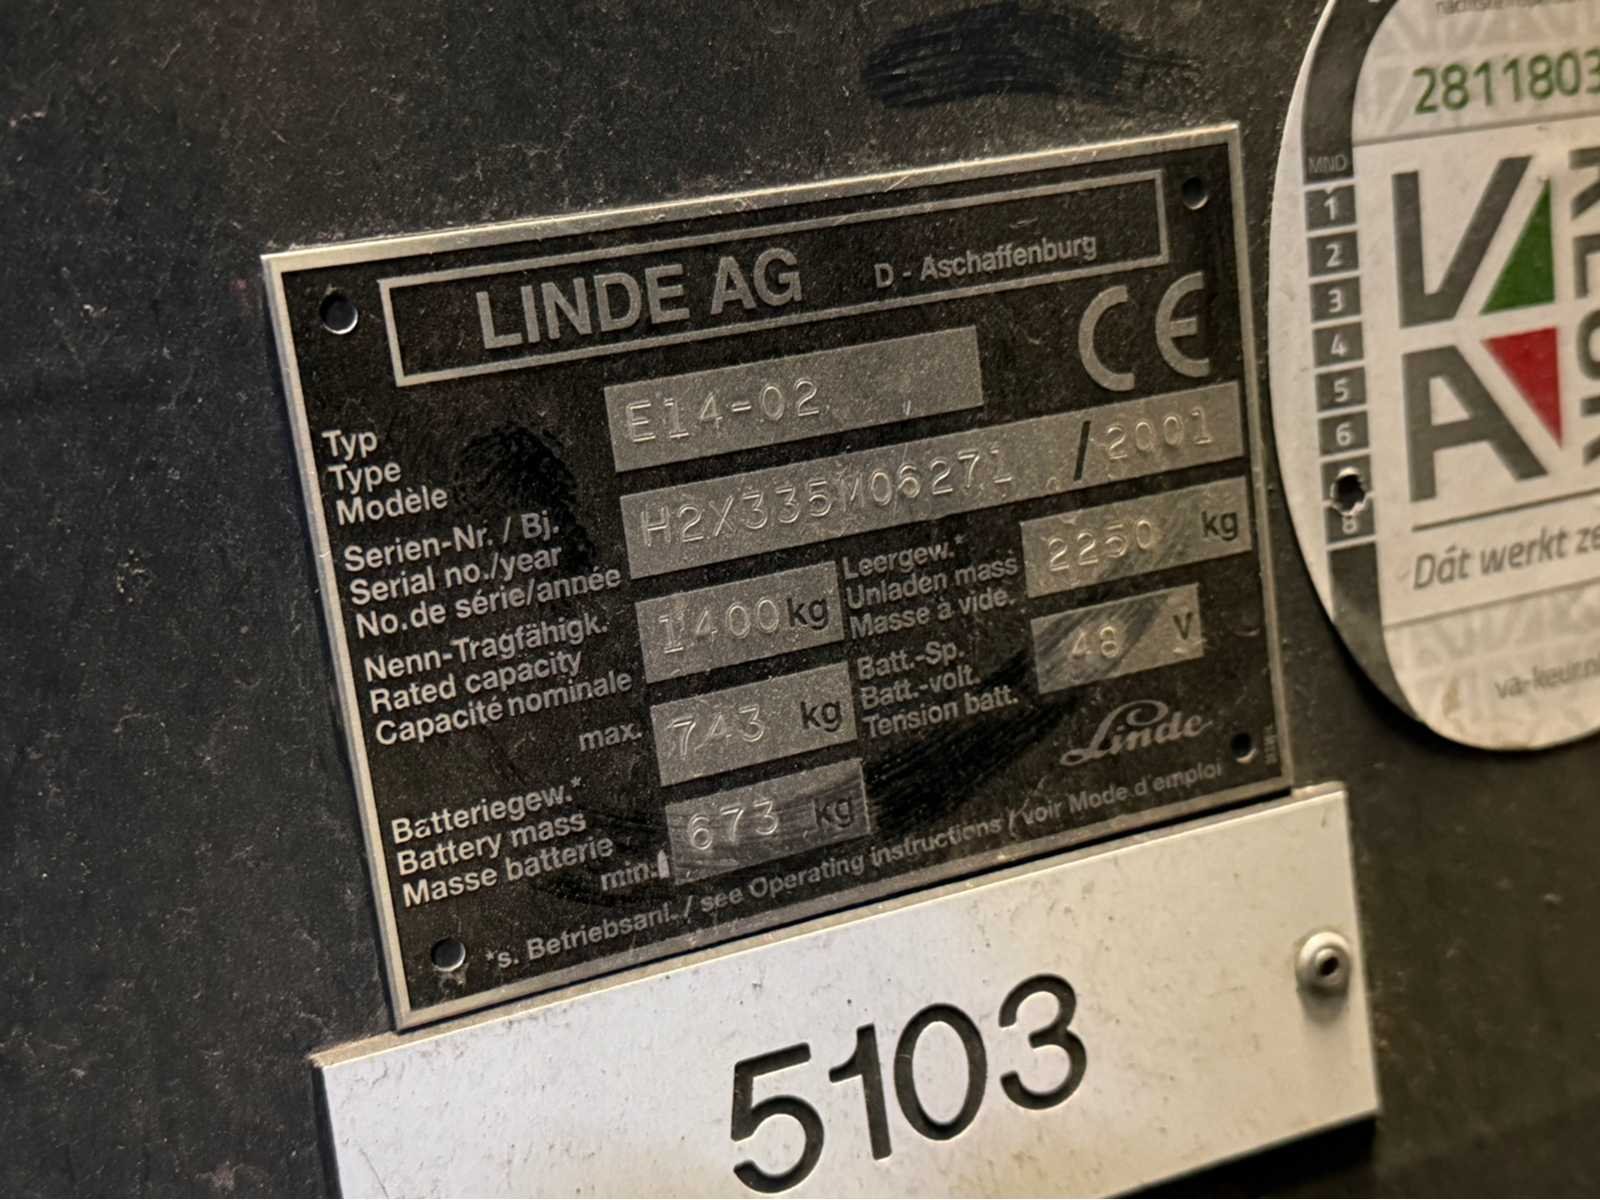 LINDE AG D - Aschaffenburg
CE
Typ
Type
Modèle
E14-02
Serien-Nr. / Bj.
Serial no./year
No.de série/année
H2X335M06271 / 2001
Nenn-Tragfähigk.
Rated capacity
Capacité nominale
1400 kg
Leergew.*
Unladen mass
Masse à vide.
2250 kg
max. 743 kg
Batt.-Sp.
Batt.-volt.
Tension batt.
48 V
Batteriegew.*
Battery mass
Masse batterie
min. 673 kg
Linde
*s. Betriebsanl. / see Operating instructions / voir Mode d'emploi
5103
2811803
MND
1
2
3
4
5
6
8
VA
KEUR
Dát werkt